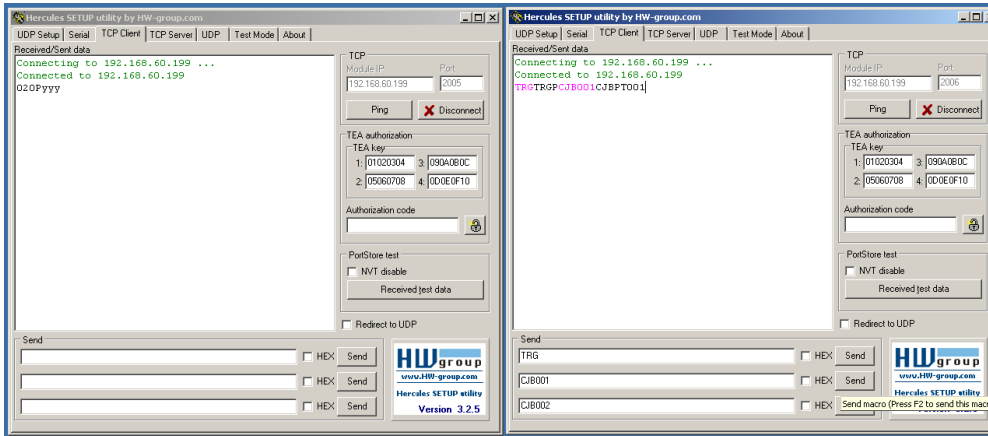 Hercules SETUP utility by HW-group.com
UDP Setup Serial TCP Client TCP Server UDP Test Mode About
Received/Sent data
Connecting to 192.168.60.199 ...
Connected to 192.168.60.199
020Pyyy
TCP
Module IP Port
192.168.60.199 2005
Ping Disconnect
TEA authorization
TEA key
1: 01020304 3: 090A0B0C
2: 05060708 4: 0D0E0F10
Authorization code
PortStore test
NVT disable
Received test data
Redirect to UDP
Send
HEX Send
HEX Send
HEX Send
HW group
www.HW-group.com
Hercules SETUP utility
Version 3.2.5
Hercules SETUP utility by HW-group.com
UDP Setup Serial TCP Client TCP Server UDP Test Mode About
Received/Sent data
Connecting to 192.168.60.199 ...
Connected to 192.168.60.199
TRGTRGPCJB001CJBPT001
TCP
Module IP Port
192.168.60.199 2006
Ping Disconnect
TEA authorization
TEA key
1: 01020304 3: 090A0B0C
2: 05060708 4: 0D0E0F10
Authorization code
PortStore test
NVT disable
Received test data
Redirect to UDP
Send
TRG HEX Send
CJB001 HEX Send
CJB002 HEX
HW group
www.HW-group.com
Hercules SETUP utility
Send macro (Press F2 to send this mac